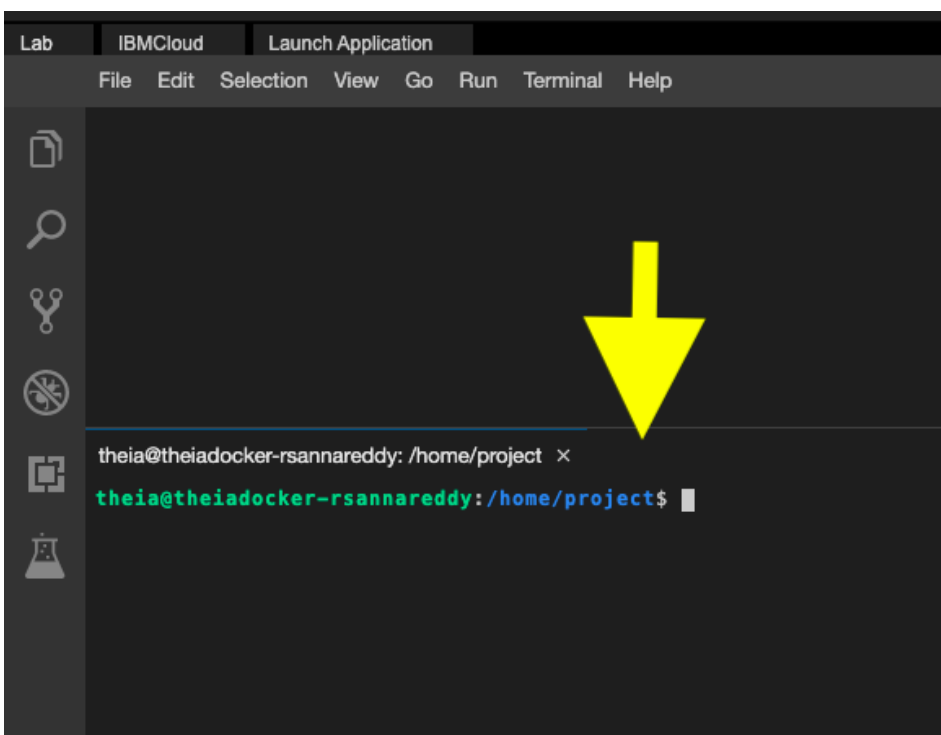 Lab IBMCloud Launch Application
File Edit Selection View Go Run Terminal Help
theia@theiadocker-rsannareddy: /home/project ×
theia@theiadocker-rsannareddy:/home/project$